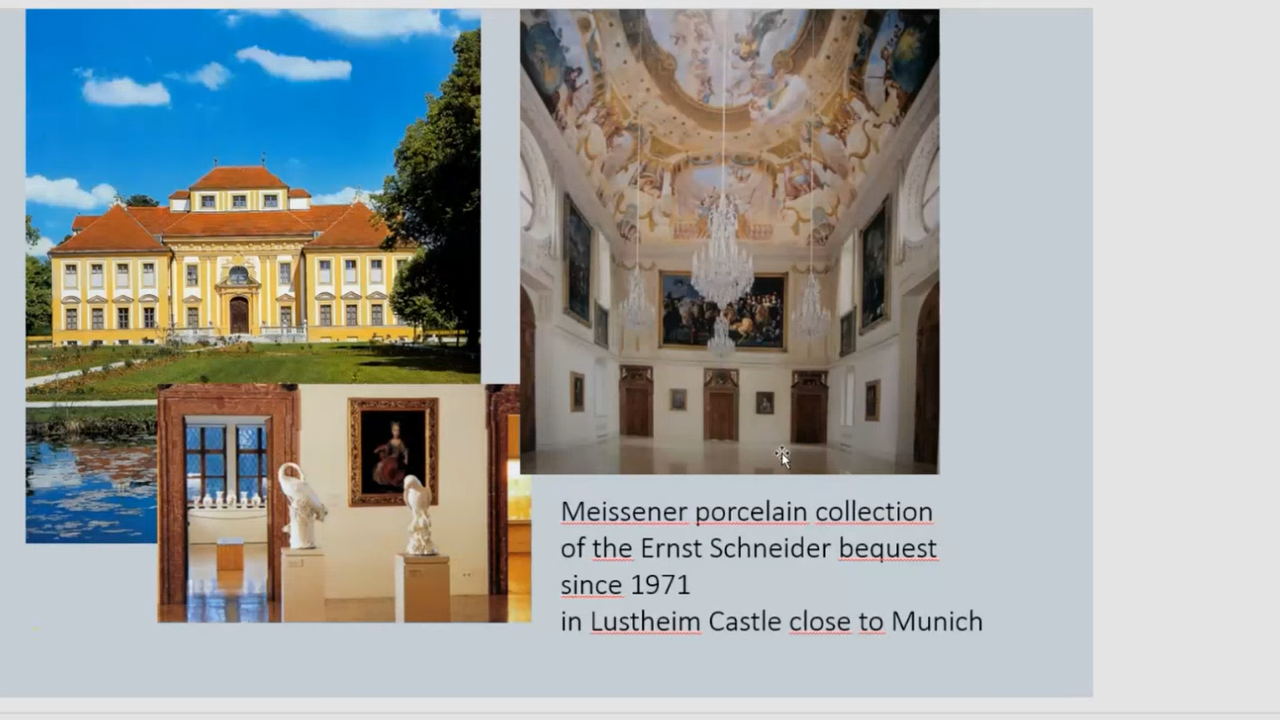 Meissener porcelain collection
of the Ernst Schneider bequest
since 1971
in Lustheim Castle close to Munich